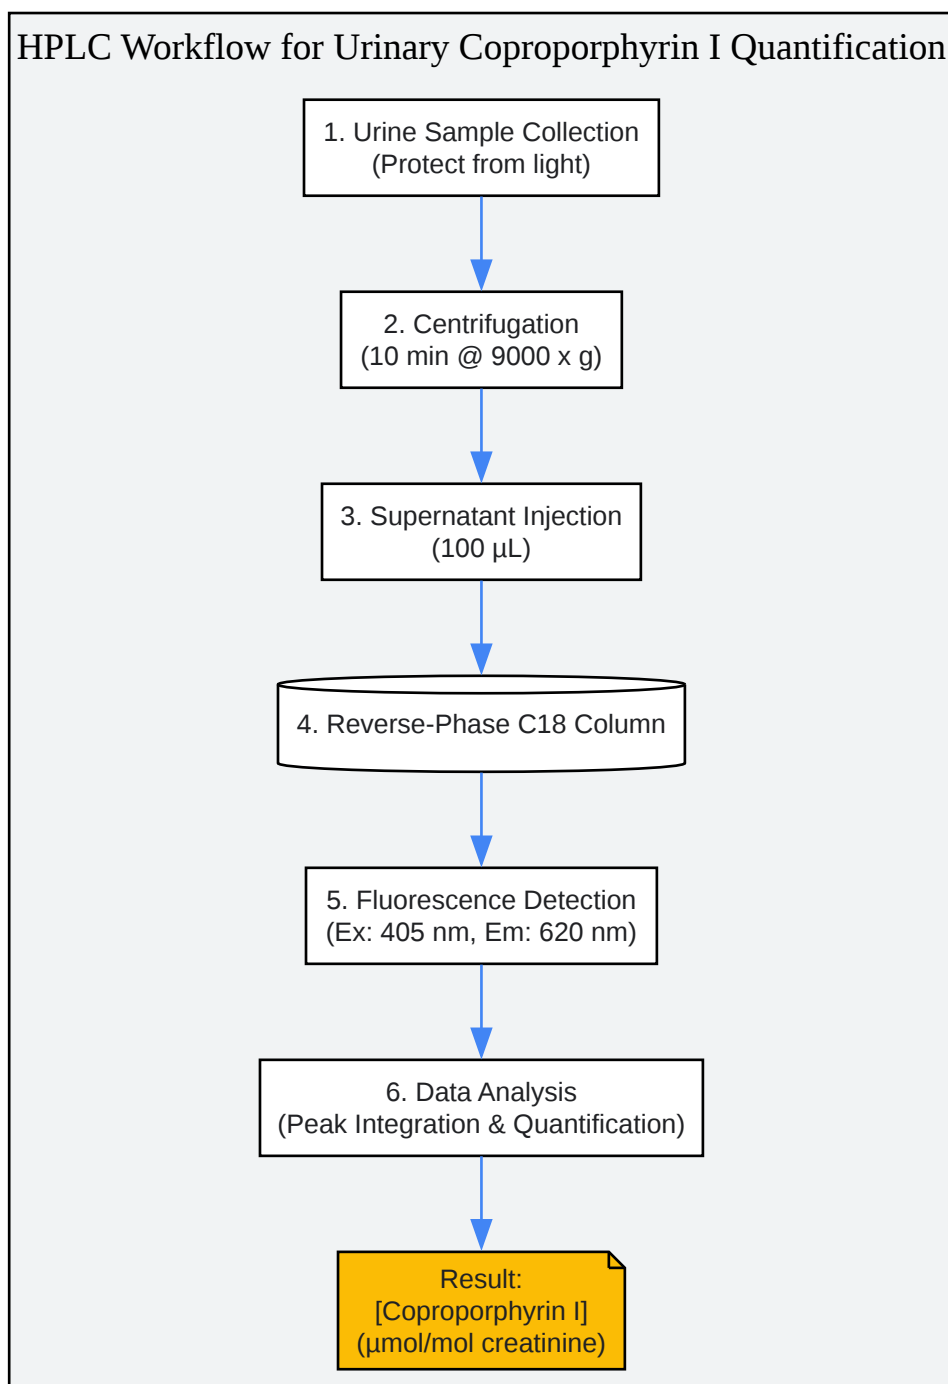 HPLC Workflow for Urinary Coproporphyrin I Quantification
1. Urine Sample Collection
(Protect from light)
2. Centrifugation
(10 min @ 9000 x g)
3. Supernatant Injection
(100 µL)
4. Reverse-Phase C18 Column
5. Fluorescence Detection
(Ex: 405 nm, Em: 620 nm)
6. Data Analysis
(Peak Integration & Quantification)
Result:
[Coproporphyrin I]
(µmol/mol creatinine)